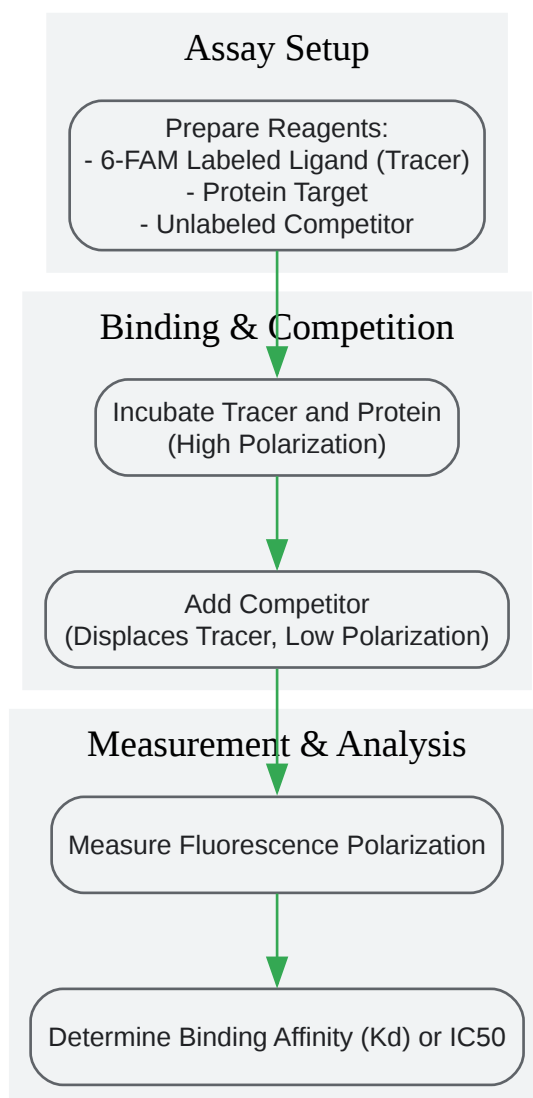 Assay Setup
Prepare Reagents:
- 6-FAM Labeled Ligand (Tracer)
- Protein Target
- Unlabeled Competitor
Binding & Competition
Incubate Tracer and Protein
(High Polarization)
Add Competitor
(Displaces Tracer, Low Polarization)
Measurement & Analysis
Measure Fluorescence Polarization
Determine Binding Affinity (Kd) or IC50